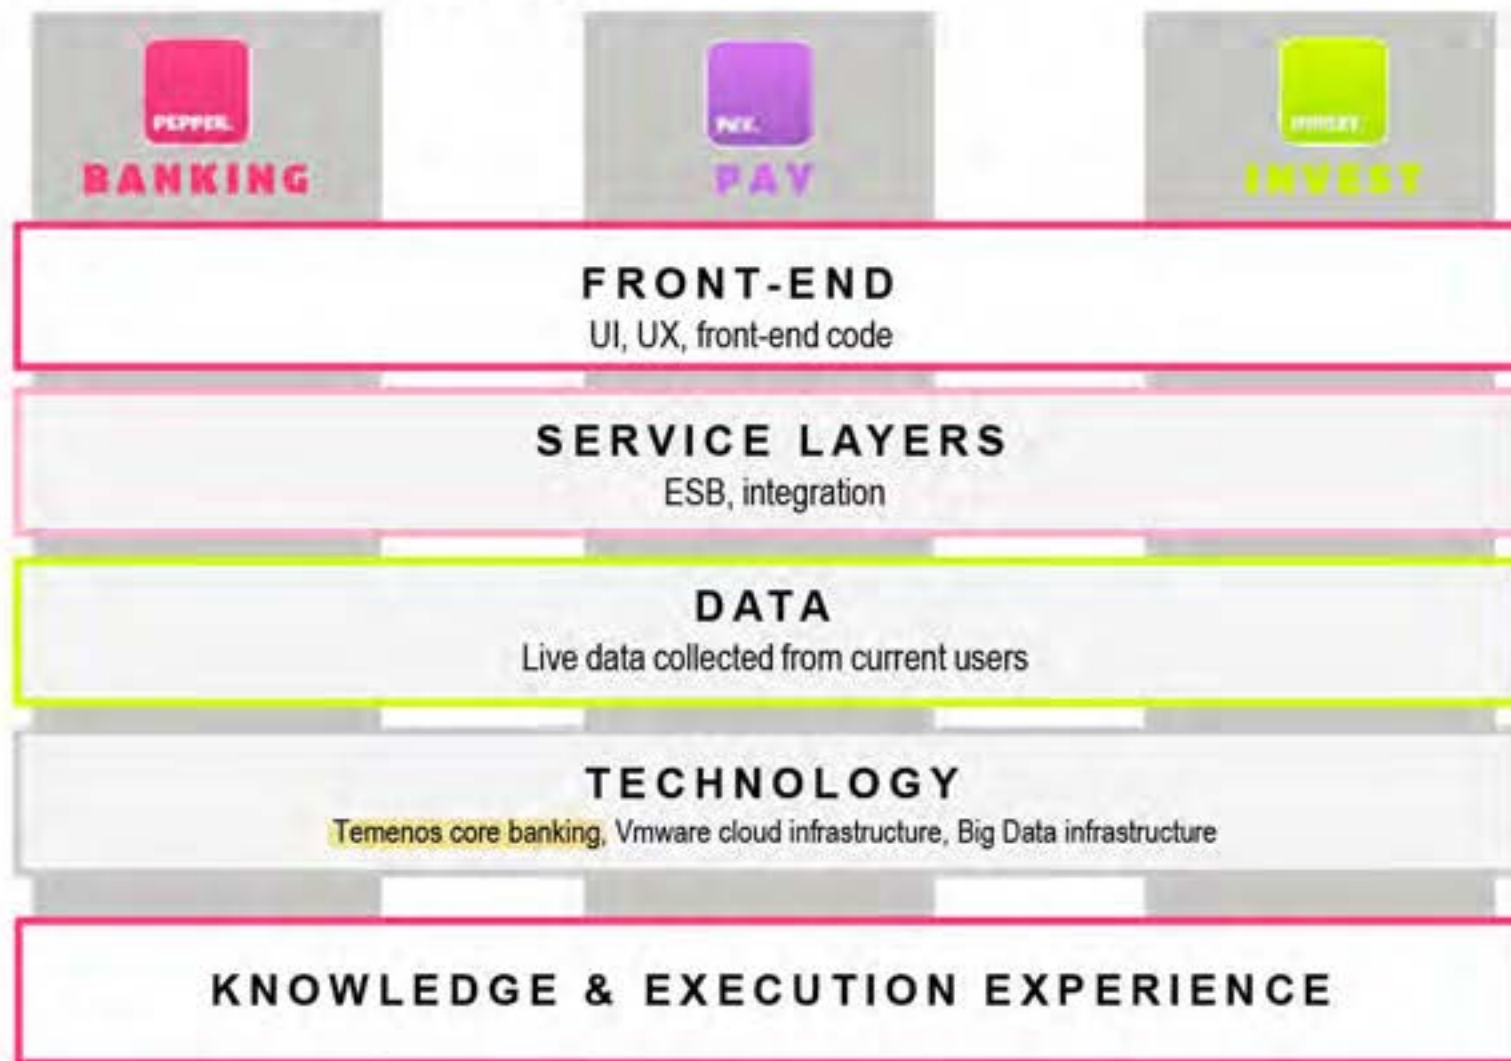 PEPPER.
BANKING
PAY.
PAY
INVEST.
INVEST
FRONT-END
UI, UX, front-end code
SERVICE LAYERS
ESB, integration
DATA
Live data collected from current users
TECHNOLOGY
Temenos core banking, Vmware cloud infrastructure, Big Data infrastructure
KNOWLEDGE & EXECUTION EXPERIENCE